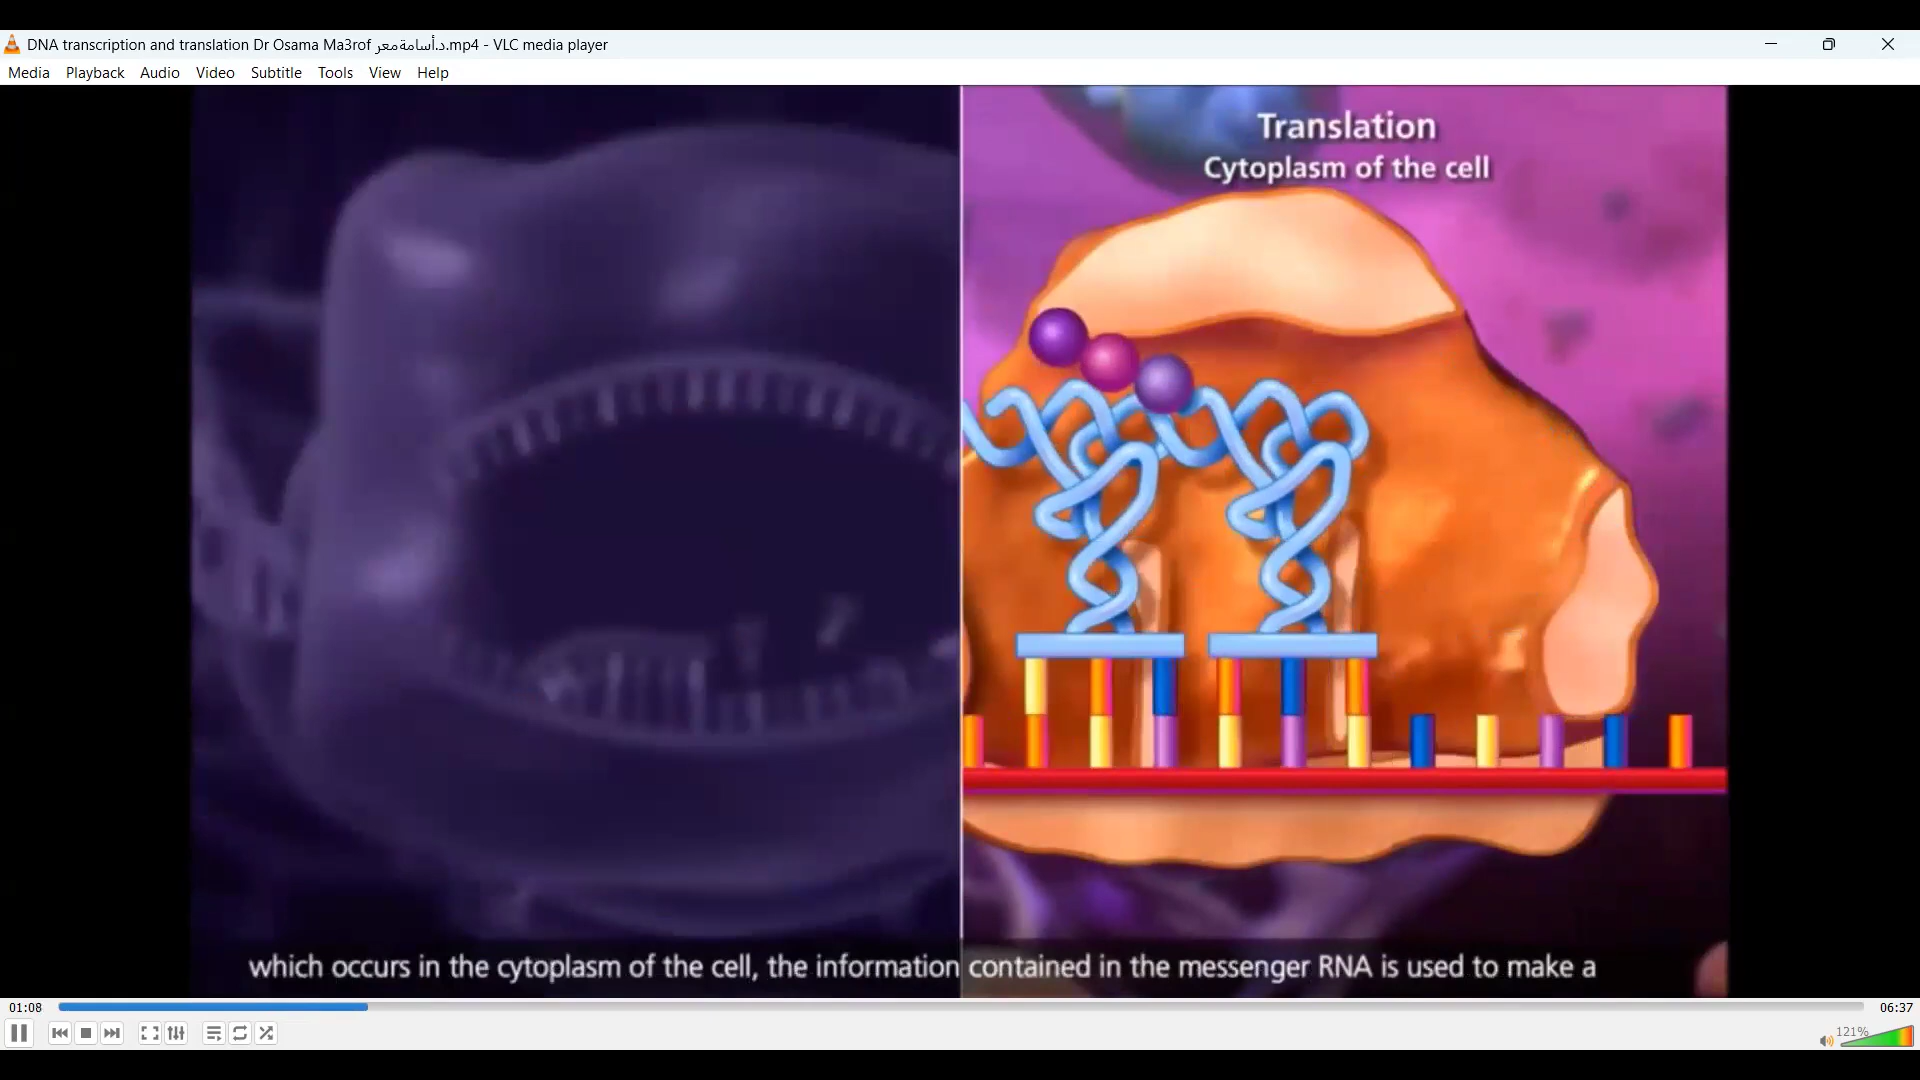 DNA transcription and translation Dr Osama Ma3rof د.أسامةمعر.mp4 - VLC media player
Media Playback Audio Video Subtitle Tools View Help
Translation
Cytoplasm of the cell
which occurs in the cytoplasm of the cell, the information contained in the messenger RNA is used to make a
01:08 06:37
121%